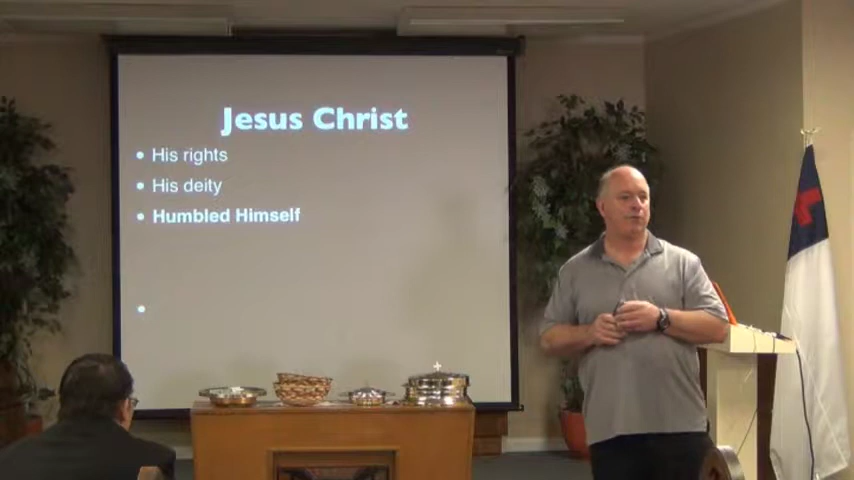 Jesus Christ
• His rights
• His deity
• Humbled Himself
•